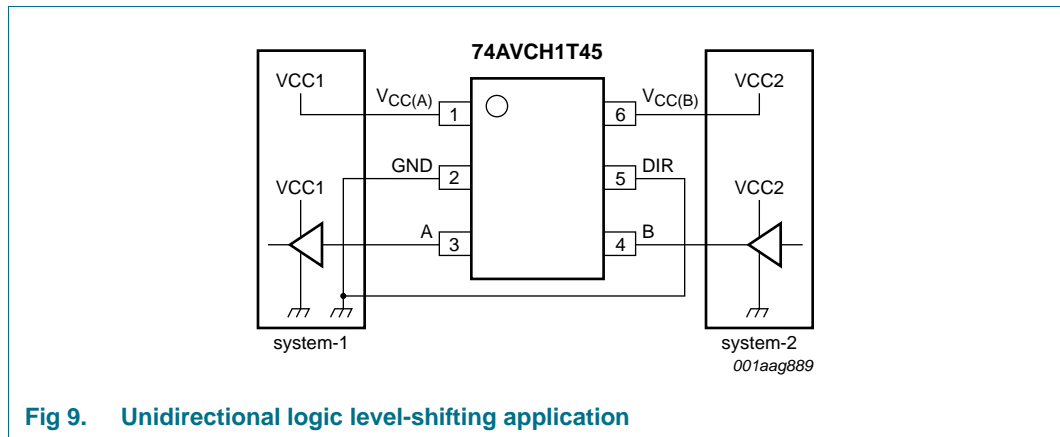 74AVCH1T45
VCC1
VCC(A)
1
6
VCC(B)
VCC2
GND
2
5
DIR
VCC1
VCC2
A
3
4
B
system-1
system-2
001aag889
Fig 9. Unidirectional logic level-shifting application